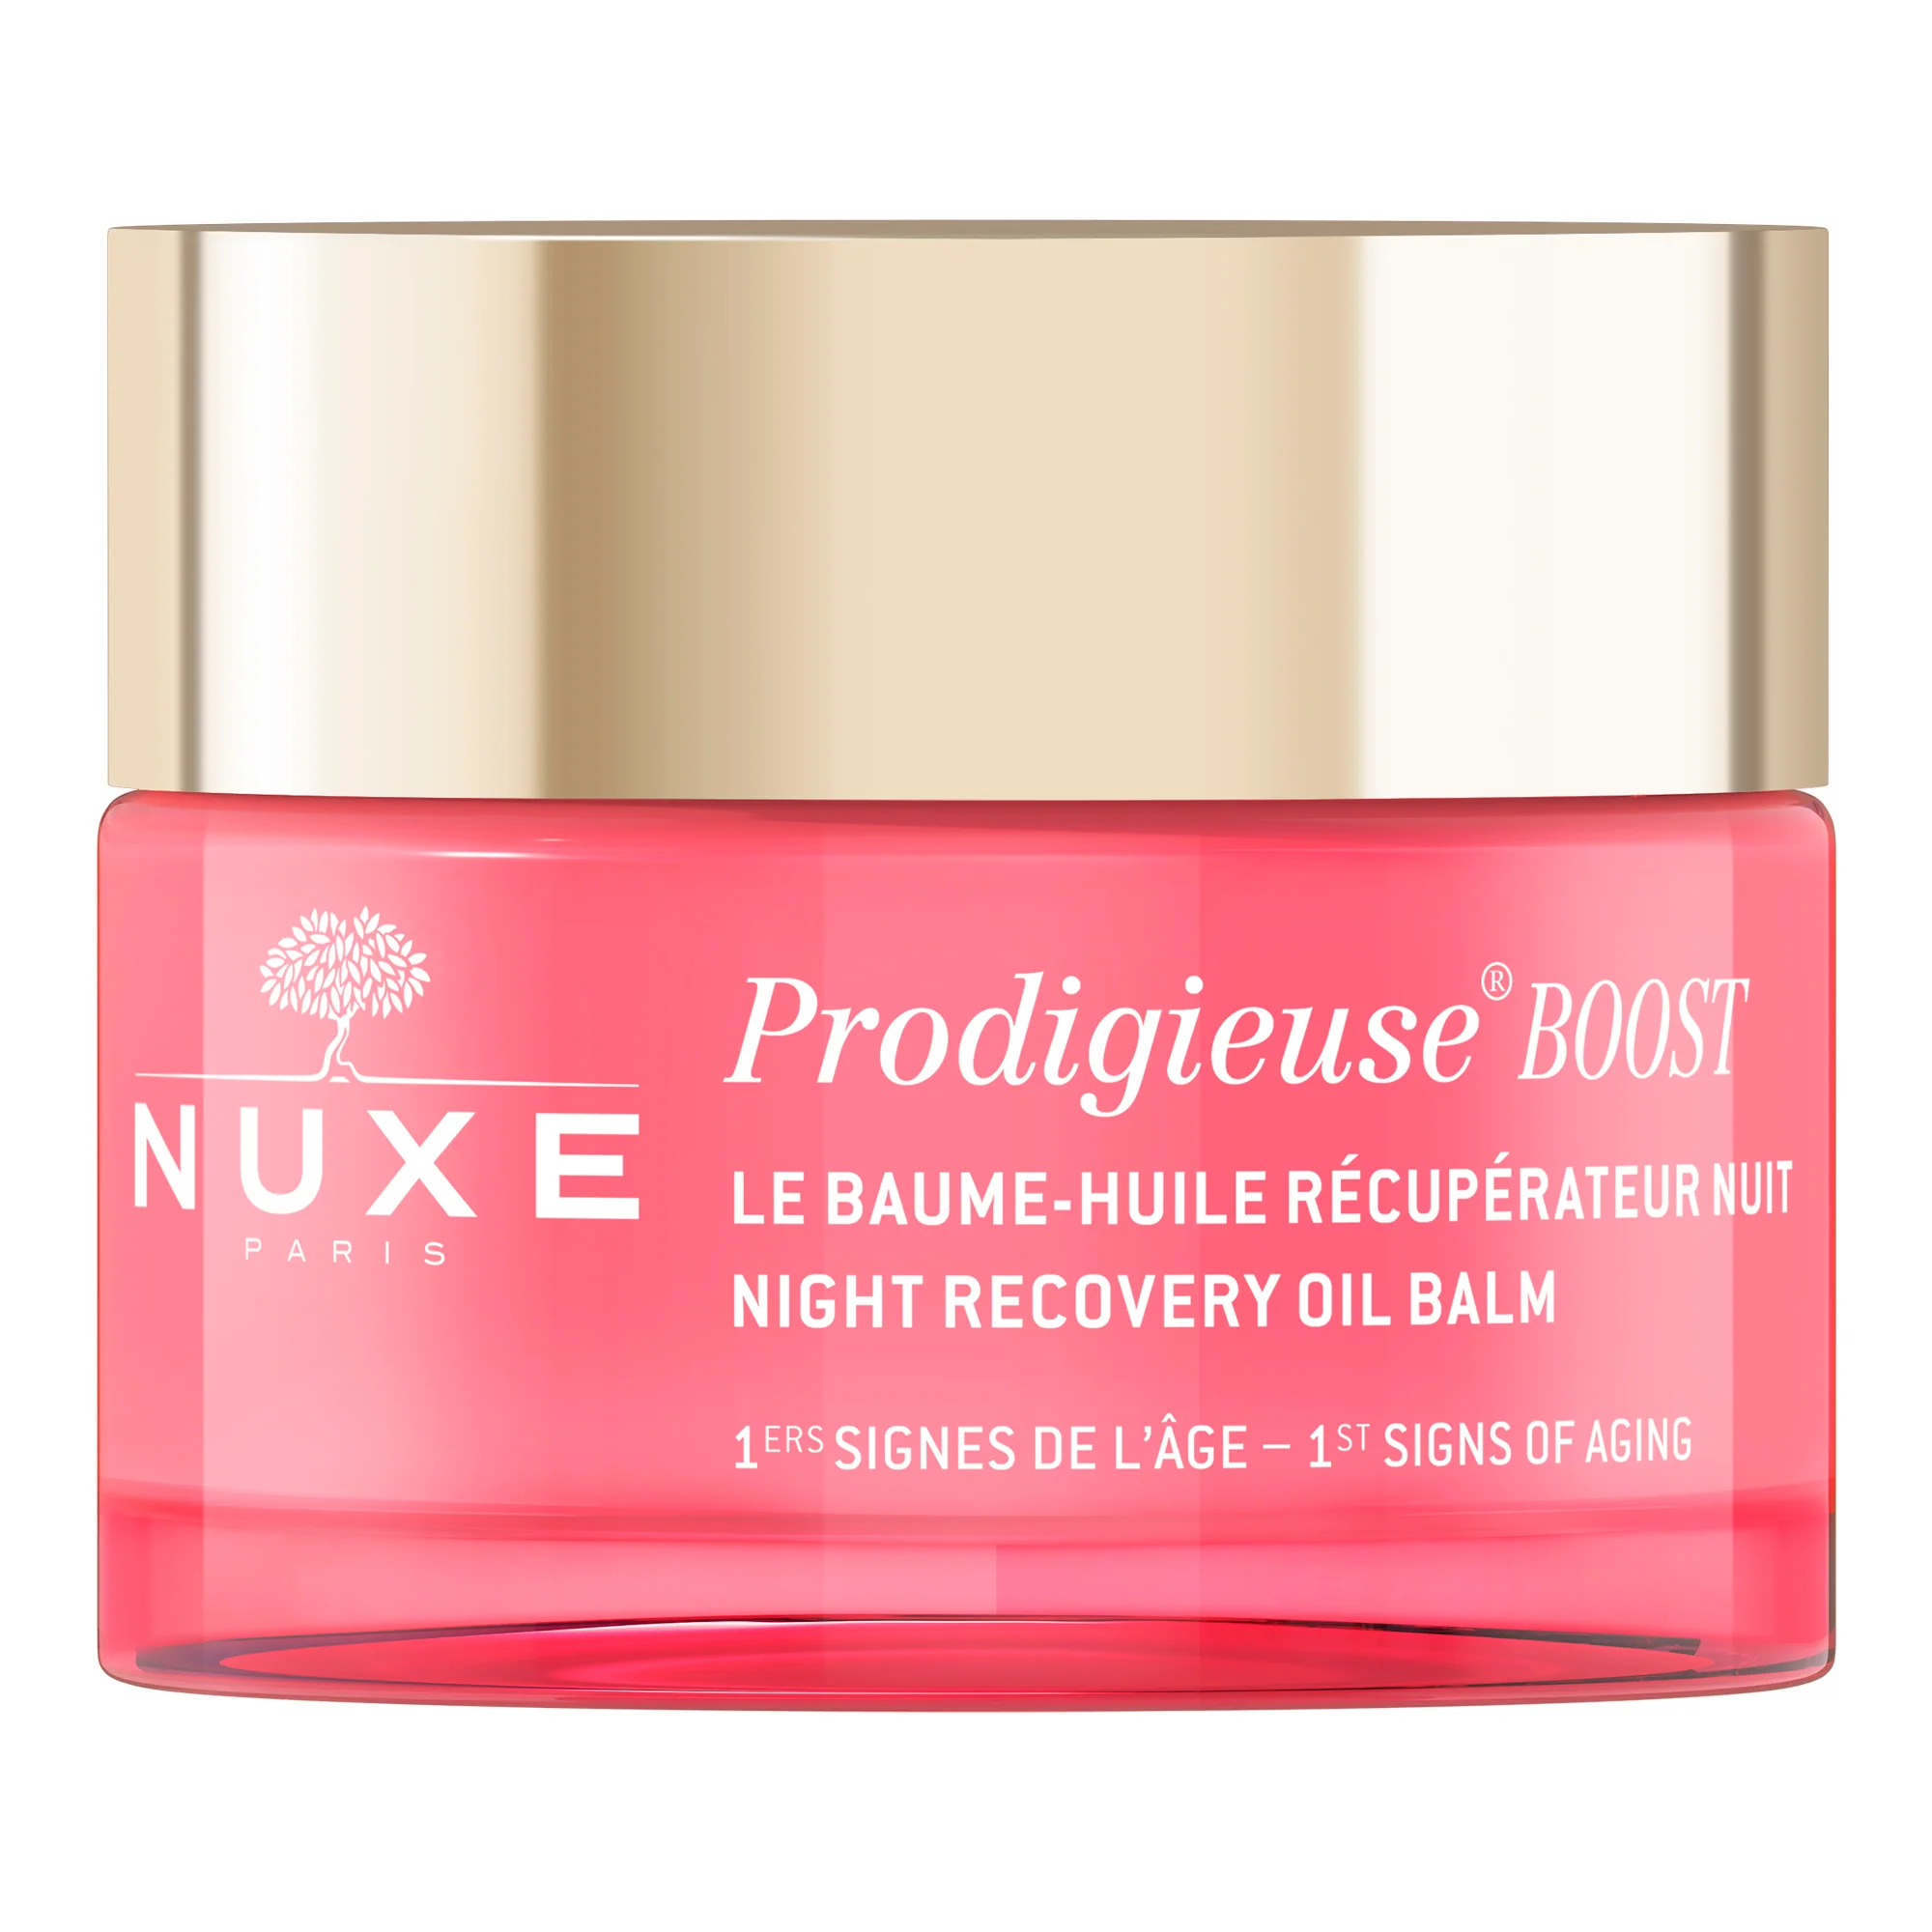 NUXE
PARIS
Prodigieuse® BOOST
LE BAUME-HUILE RÉCUPÉRATEUR NUIT
NIGHT RECOVERY OIL BALM
1ERS SIGNES DE L'ÂGE – 1ST SIGNS OF AGING